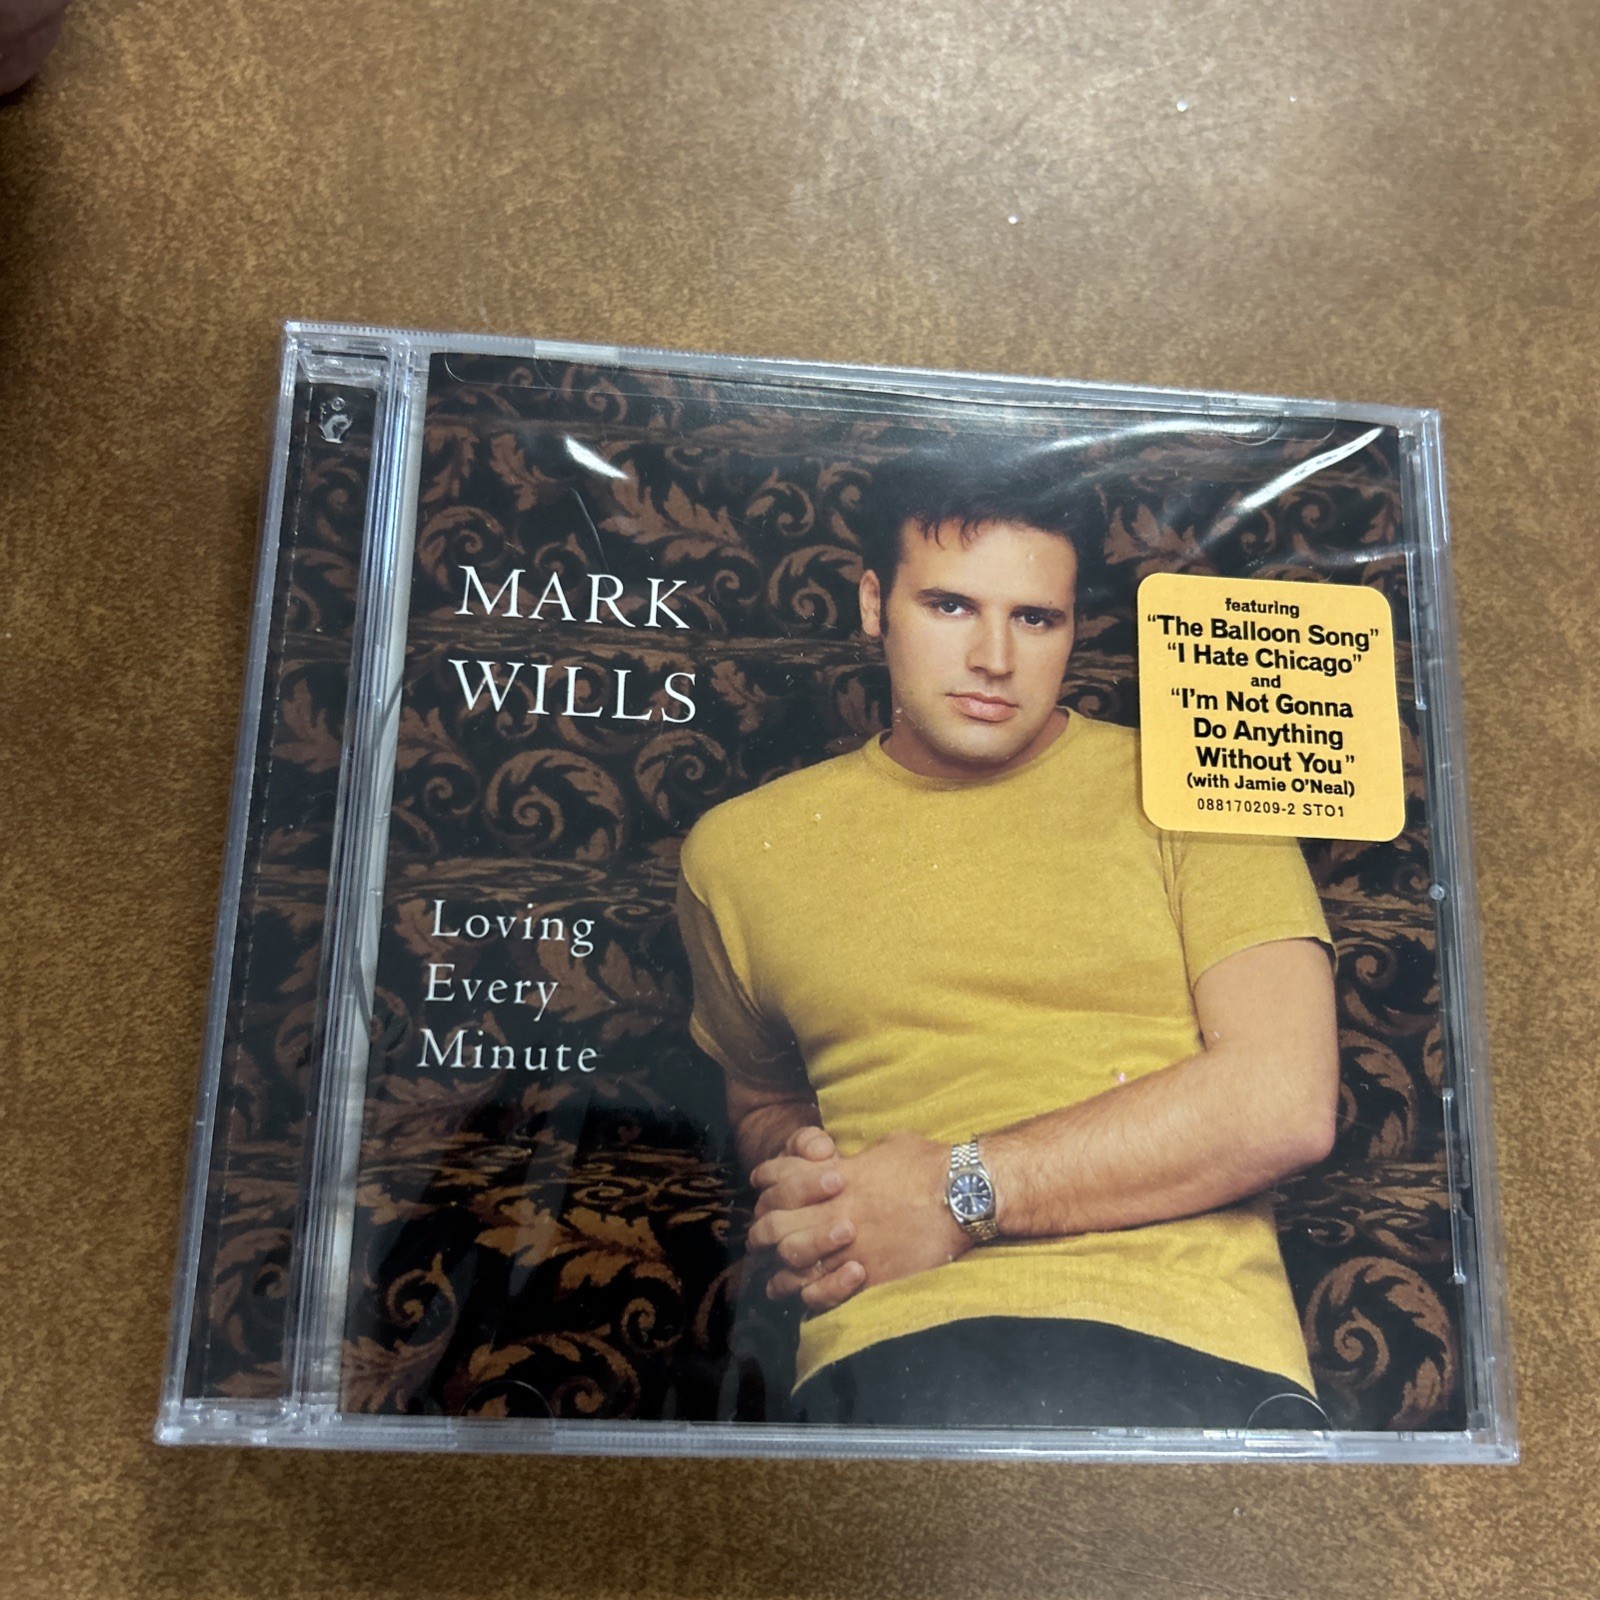 MARK
WILLS
Loving
Every
Minute
featuring
“The Balloon Song”
“I Hate Chicago”
and
“I'm Not Gonna
Do Anything
Without You”
(with Jamie O'Neal)
088170209-2 STO1